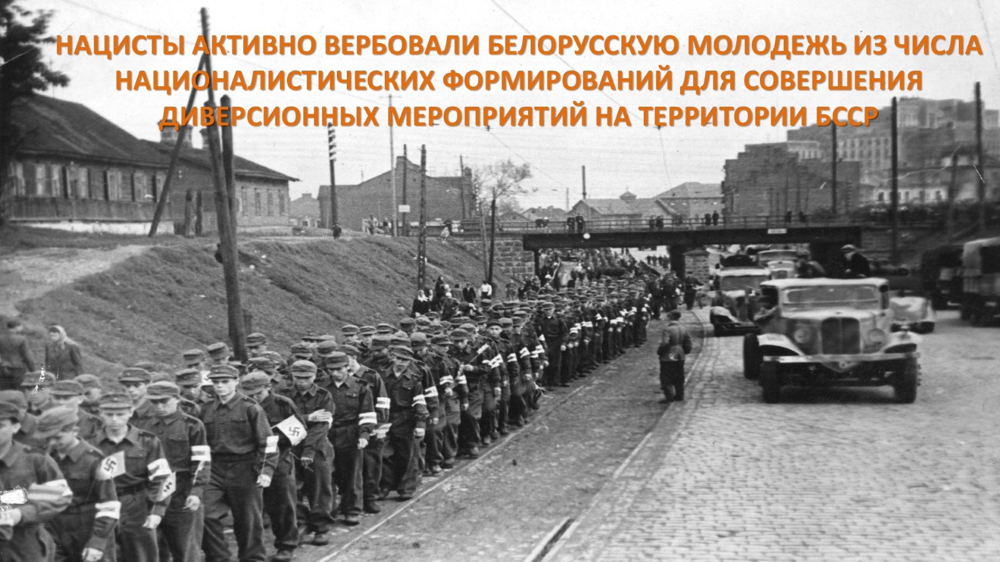 НАЦИСТЫ АКТИВНО ВЕРБОВАЛИ БЕЛОРУССКУЮ МОЛОДЕЖЬ ИЗ ЧИСЛА
НАЦИОНАЛИСТИЧЕСКИХ ФОРМИРОВАНИЙ ДЛЯ СОВЕРШЕНИЯ
ДИВЕРСИОННЫХ МЕРОПРИЯТИЙ НА ТЕРРИТОРИИ БССР